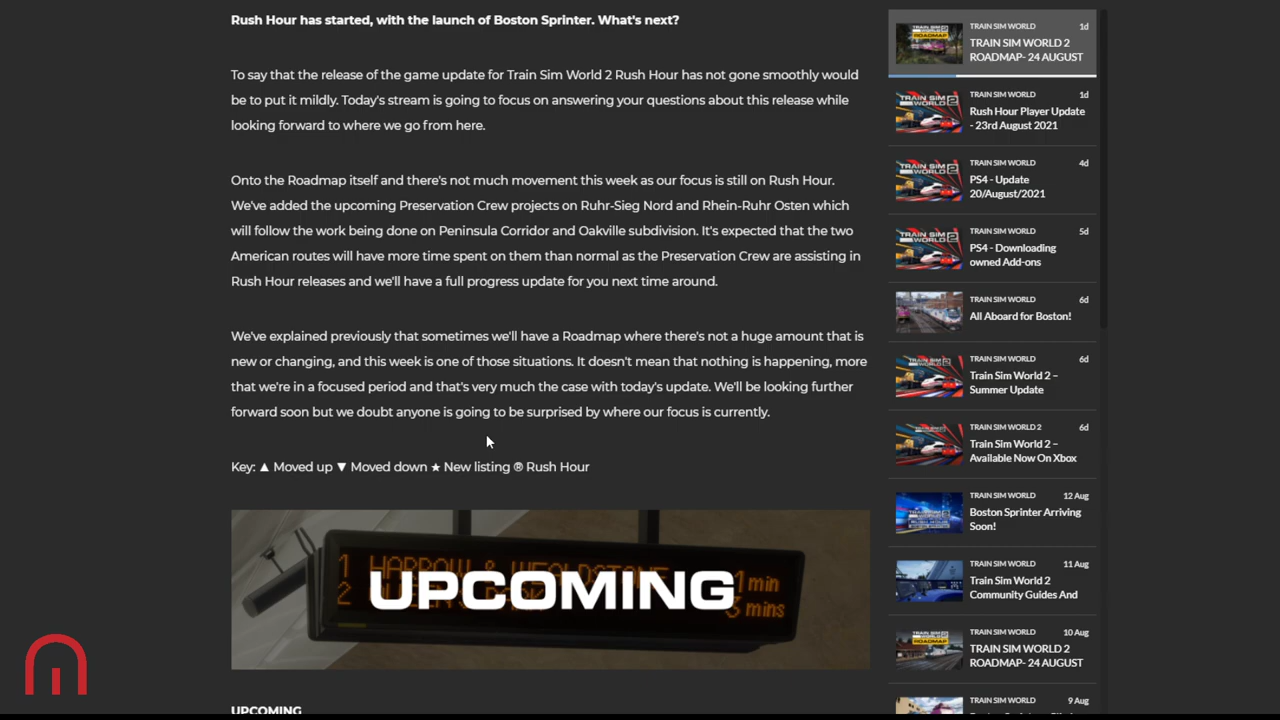 Rush Hour has started, with the launch of Boston Sprinter. What's next?
To say that the release of the game update for Train Sim World 2 Rush Hour has not gone smoothly would
be to put it mildly. Today's stream is going to focus on answering your questions about this release while
looking forward to where we go from here.
Onto the Roadmap itself and there's not much movement this week as our focus is still on Rush Hour.
We've added the upcoming Preservation Crew projects on Ruhr-Sieg Nord and Rhein-Ruhr Osten which
will follow the work being done on Peninsula Corridor and Oakville subdivision. It's expected that the two
American routes will have more time spent on them than normal as the Preservation Crew are assisting in
Rush Hour releases and we'll have a full progress update for you next time around.
We've explained previously that sometimes we'll have a Roadmap where there's not a huge amount that is
new or changing, and this week is one of those situations. It doesn't mean that nothing is happening, more
that we're in a focused period and that's very much the case with today's update. We'll be looking further
forward soon but we doubt anyone is going to be surprised by where our focus is currently.
Key: ▲ Moved up ▼ Moved down ★ New listing ® Rush Hour
1 HARROW & WEALDSTONE 1 min
2 3 mins
UPCOMING
UPCOMING
TRAIN SIM WORLD 1d
TRAIN SIM WORLD 2
ROADMAP- 24 AUGUST
TRAIN SIM WORLD 1d
Rush Hour Player Update
- 23rd August 2021
TRAIN SIM WORLD 4d
PS4 - Update
20/August/2021
TRAIN SIM WORLD 5d
PS4 - Downloading
owned Add-ons
TRAIN SIM WORLD 6d
All Aboard for Boston!
TRAIN SIM WORLD 6d
Train Sim World 2 –
Summer Update
TRAIN SIM WORLD 2 6d
Train Sim World 2 –
Available Now On Xbox
TRAIN SIM WORLD 12 Aug
Boston Sprinter Arriving
Soon!
TRAIN SIM WORLD 11 Aug
Train Sim World 2
Community Guides And
TRAIN SIM WORLD 10 Aug
TRAIN SIM WORLD 2
ROADMAP- 24 AUGUST
TRAIN SIM WORLD 9 Aug